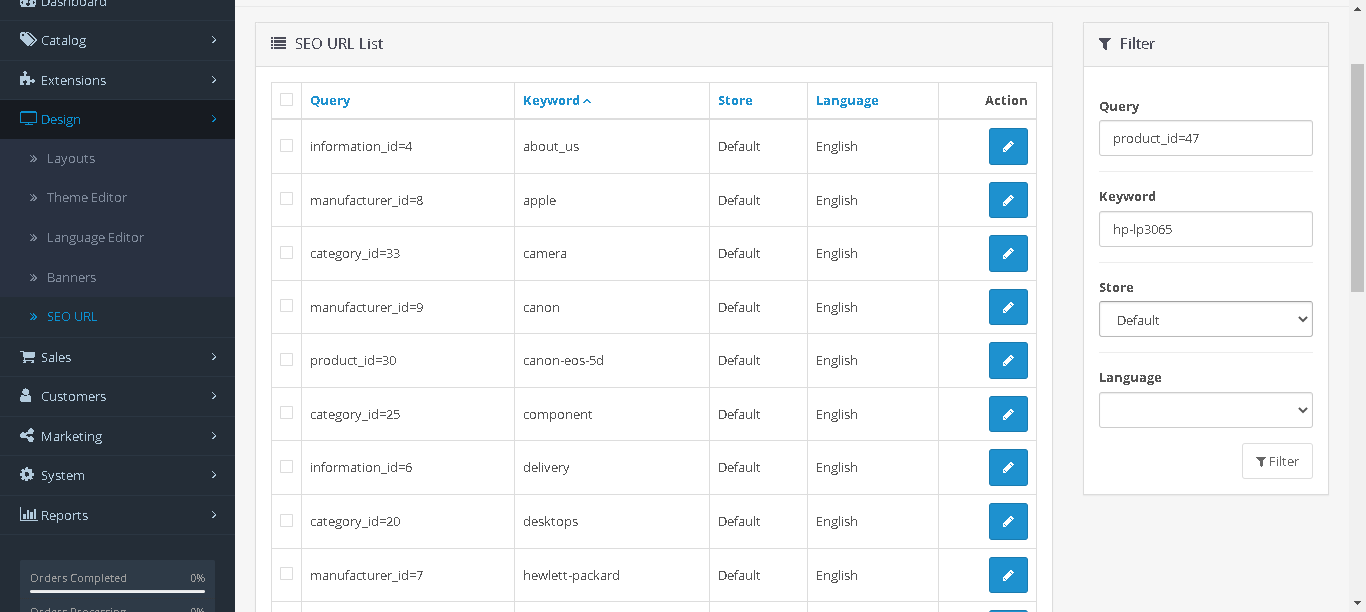 Dashboard
Catalog
Extensions
Design
Layouts
Theme Editor
Language Editor
Banners
SEO URL
Sales
Customers
Marketing
System
Reports
Orders Completed 0%
Orders Processing 0%
SEO URL List
Query Keyword Store Language Action
information_id=4 about_us Default English
manufacturer_id=8 apple Default English
category_id=33 camera Default English
manufacturer_id=9 canon Default English
product_id=30 canon-eos-5d Default English
category_id=25 component Default English
information_id=6 delivery Default English
category_id=20 desktops Default English
manufacturer_id=7 hewlett-packard Default English
Filter
Query
product_id=47
Keyword
hp-lp3065
Store
Default
Language
Filter